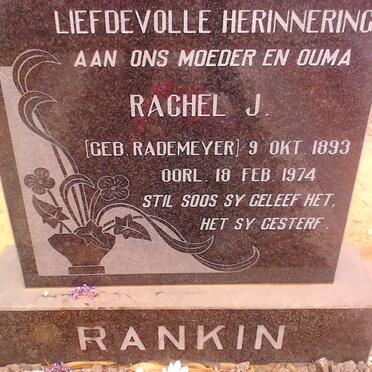 LIEFDEVOLLE HERINNERING
AAN ONS MOEDER EN OUMA
RACHEL J.
[GEB. RADEMEYER] 9 OKT. 1893
OORL. 18 FEB. 1974
STIL SOOS SY GELEEF HET,
HET SY GESTERF.
RANKIN